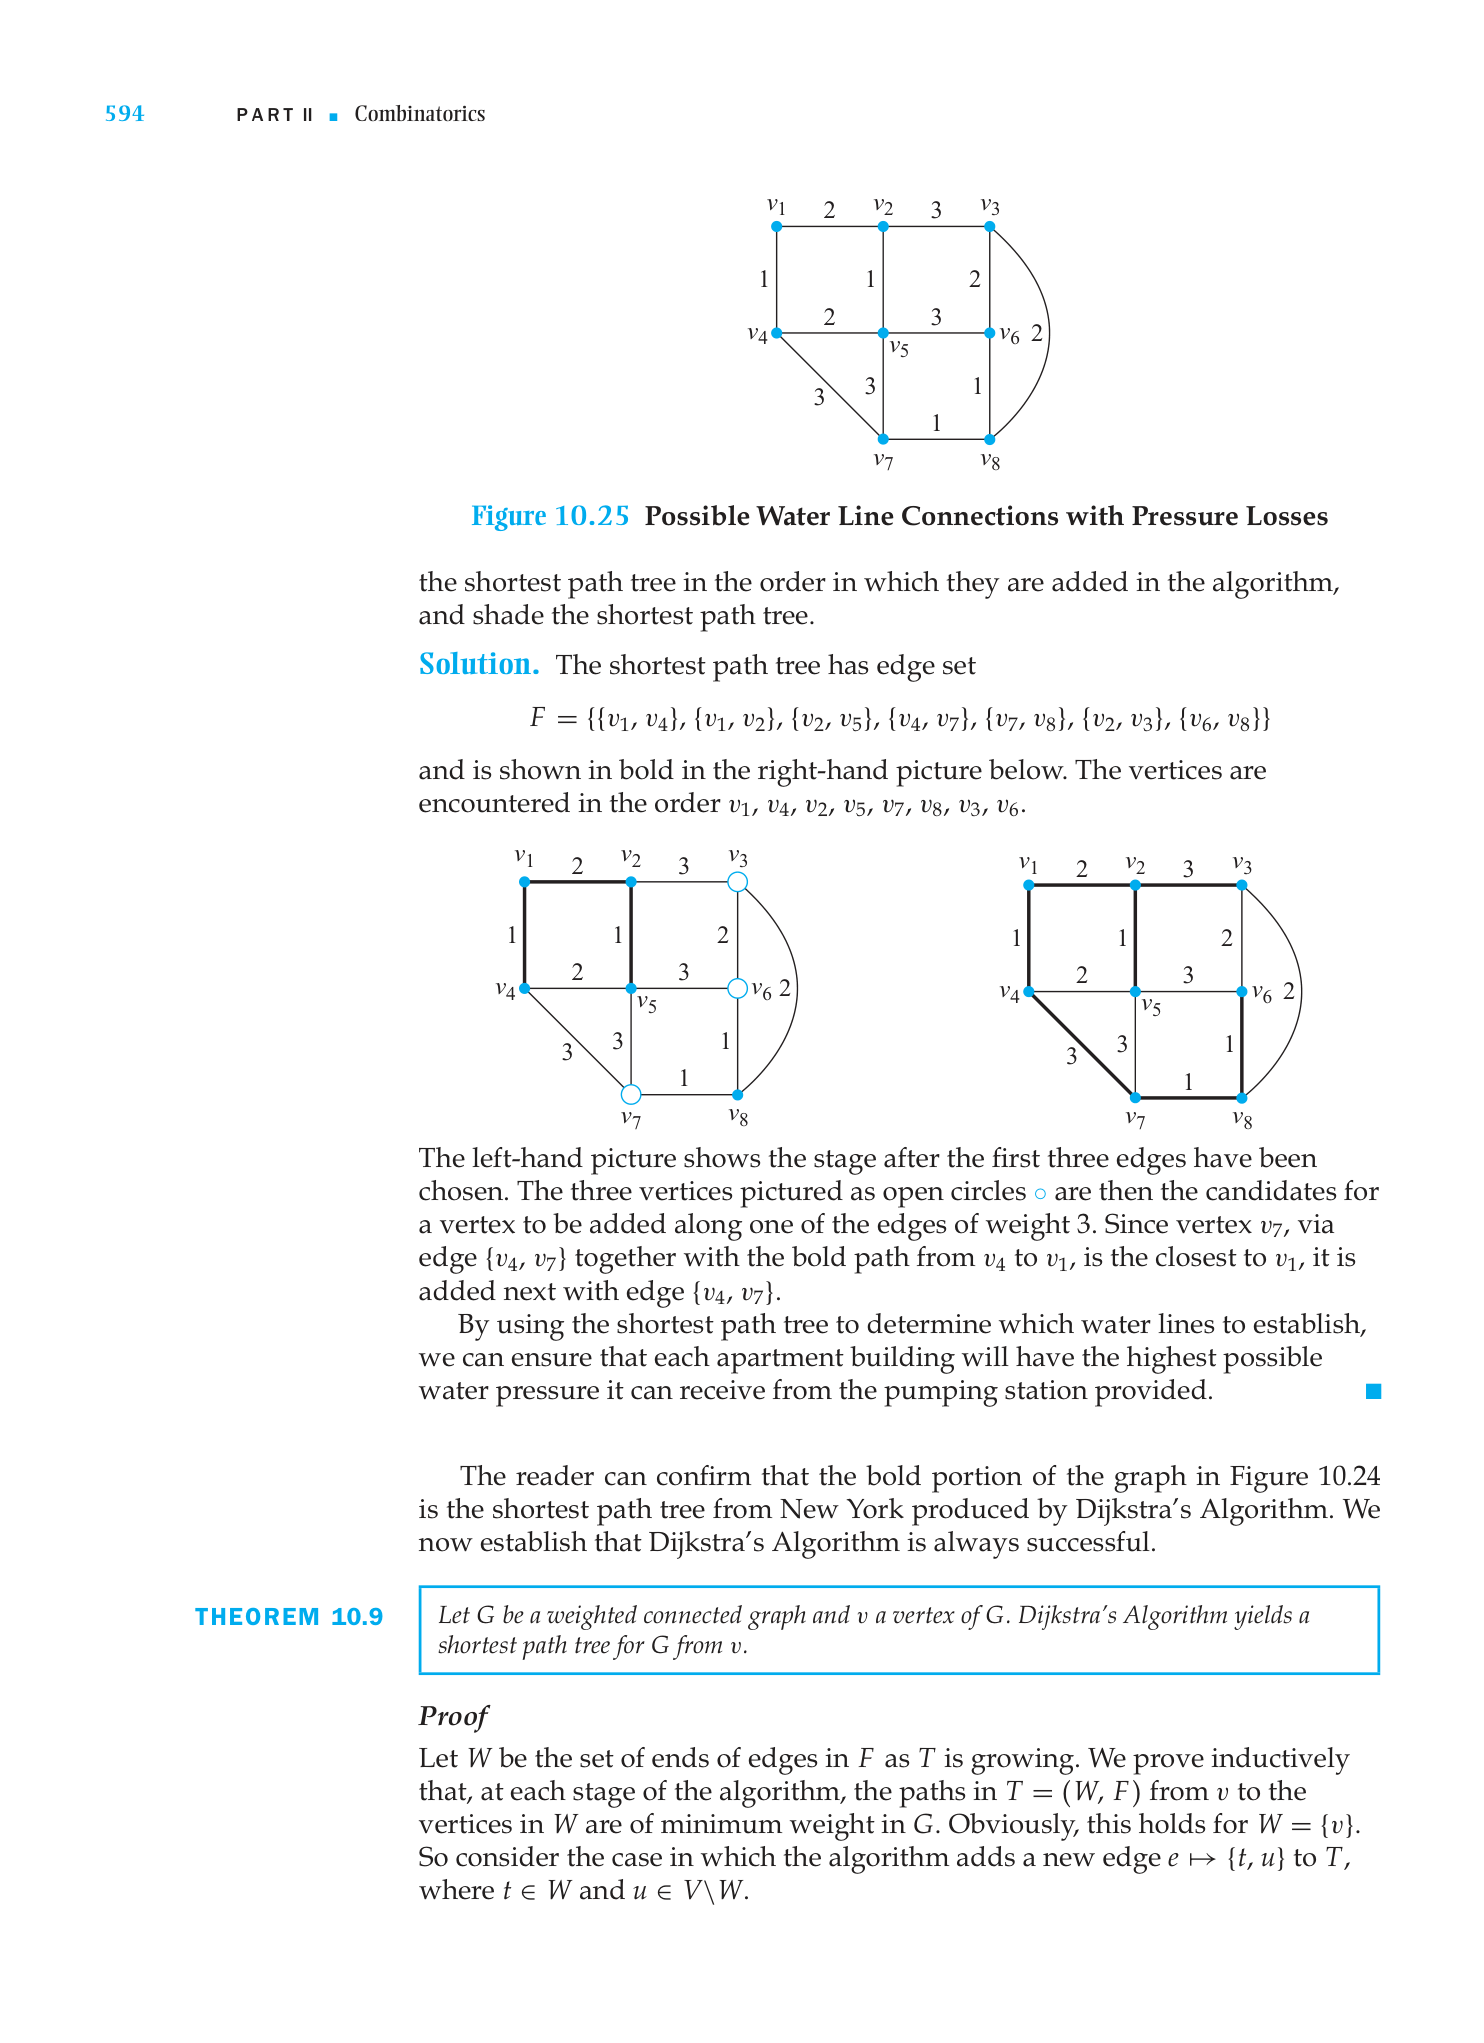 594 PART II ■ Combinatorics
v1 2 v2 3 v3
1 1 2
2 3
v4 v5 v6 2
3 3 1
1
v7 v8
Figure 10.25 Possible Water Line Connections with Pressure Losses
the shortest path tree in the order in which they are added in the algorithm,
and shade the shortest path tree.
Solution. The shortest path tree has edge set
F = {{v1, v4}, {v1, v2}, {v2, v5}, {v4, v7}, {v7, v8}, {v2, v3}, {v6, v8}}
and is shown in bold in the right-hand picture below. The vertices are
encountered in the order v1, v4, v2, v5, v7, v8, v3, v6.
v1 2 v2 3 v3
1 1 2
2 3
v4 v5 v6 2
3 3 1
1
v7 v8
v1 2 v2 3 v3
1 1 2
2 3
v4 v5 v6 2
3 3 1
1
v7 v8
The left-hand picture shows the stage after the first three edges have been
chosen. The three vertices pictured as open circles ◦ are then the candidates for
a vertex to be added along one of the edges of weight 3. Since vertex v7, via
edge {v4, v7} together with the bold path from v4 to v1, is the closest to v1, it is
added next with edge {v4, v7}.
By using the shortest path tree to determine which water lines to establish,
we can ensure that each apartment building will have the highest possible
water pressure it can receive from the pumping station provided. ■
The reader can confirm that the bold portion of the graph in Figure 10.24
is the shortest path tree from New York produced by Dijkstra's Algorithm. We
now establish that Dijkstra's Algorithm is always successful.
THEOREM 10.9 Let G be a weighted connected graph and v a vertex of G. Dijkstra's Algorithm yields a
shortest path tree for G from v.
Proof
Let W be the set of ends of edges in F as T is growing. We prove inductively
that, at each stage of the algorithm, the paths in T = (W, F) from v to the
vertices in W are of minimum weight in G. Obviously, this holds for W = {v}.
So consider the case in which the algorithm adds a new edge e ↦ {t, u} to T,
where t ∈ W and u ∈ V\W.